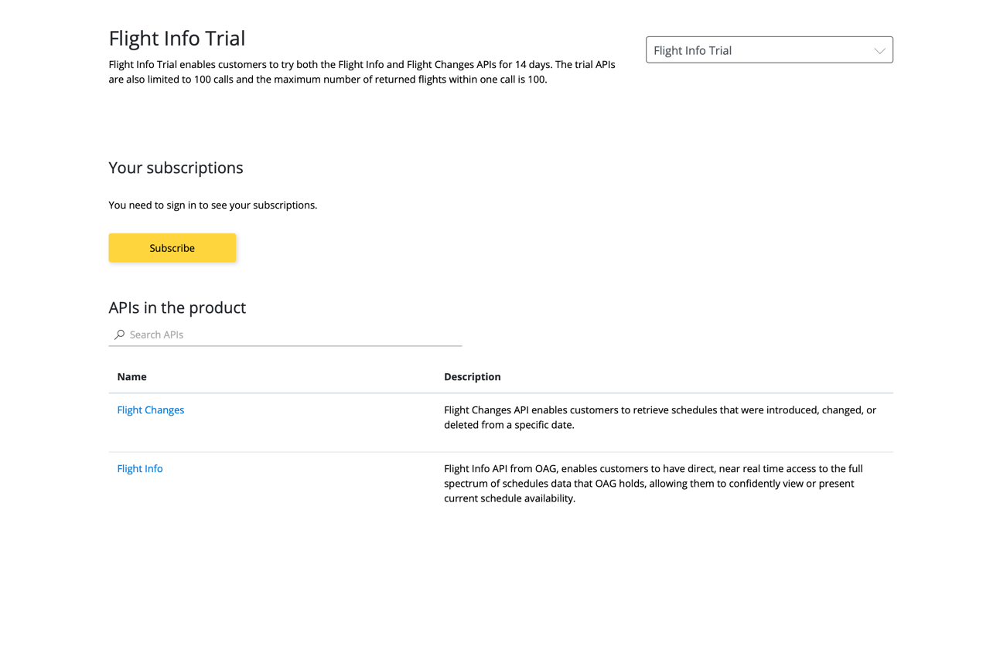 Flight Info Trial
Flight Info Trial
Flight Info Trial enables customers to try both the Flight Info and Flight Changes APIs for 14 days. The trial APIs
are also limited to 100 calls and the maximum number of returned flights within one call is 100.
Your subscriptions
You need to sign in to see your subscriptions.
Subscribe
APIs in the product
Search APIs
Name Description
Flight Changes Flight Changes API enables customers to retrieve schedules that were introduced, changed, or
deleted from a specific date.
Flight Info Flight Info API from OAG, enables customers to have direct, near real time access to the full
spectrum of schedules data that OAG holds, allowing them to confidently view or present
current schedule availability.